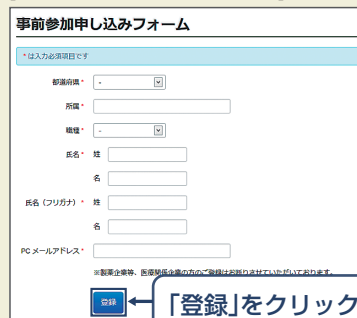 事前参加申し込みフォーム
*は入力必須項目です
都道府県* -
所属*
職種* -
氏名* 姓
名
氏名（フリガナ）* 姓
名
PC メールアドレス*
※製薬企業等、医療関係企業の方のご登録はお断りさせていただいております。
登録
「登録」をクリック